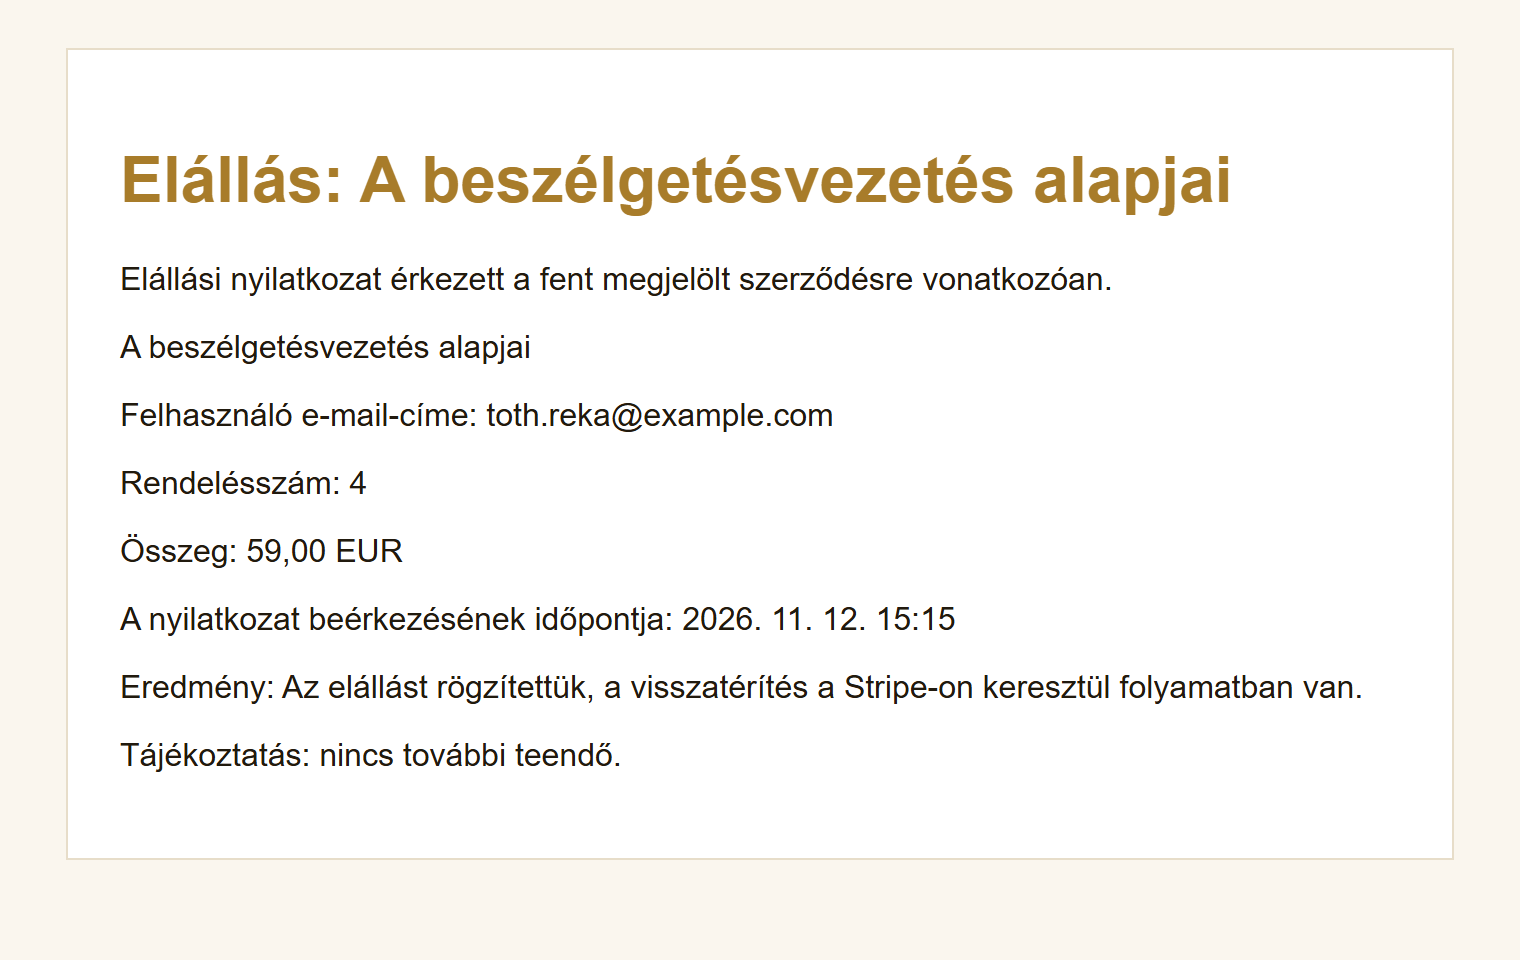 Elállás: A beszélgetésvezetés alapjai
Elállási nyilatkozat érkezett a fent megjelölt szerződésre vonatkozóan.
A beszélgetésvezetés alapjai
Felhasználó e-mail-címe: toth.reka@example.com
Rendelésszám: 4
Összeg: 59,00 EUR
A nyilatkozat beérkezésének időpontja: 2026. 11. 12. 15:15
Eredmény: Az elállást rögzítettük, a visszatérítés a Stripe-on keresztül folyamatban van.
Tájékoztatás: nincs további teendő.